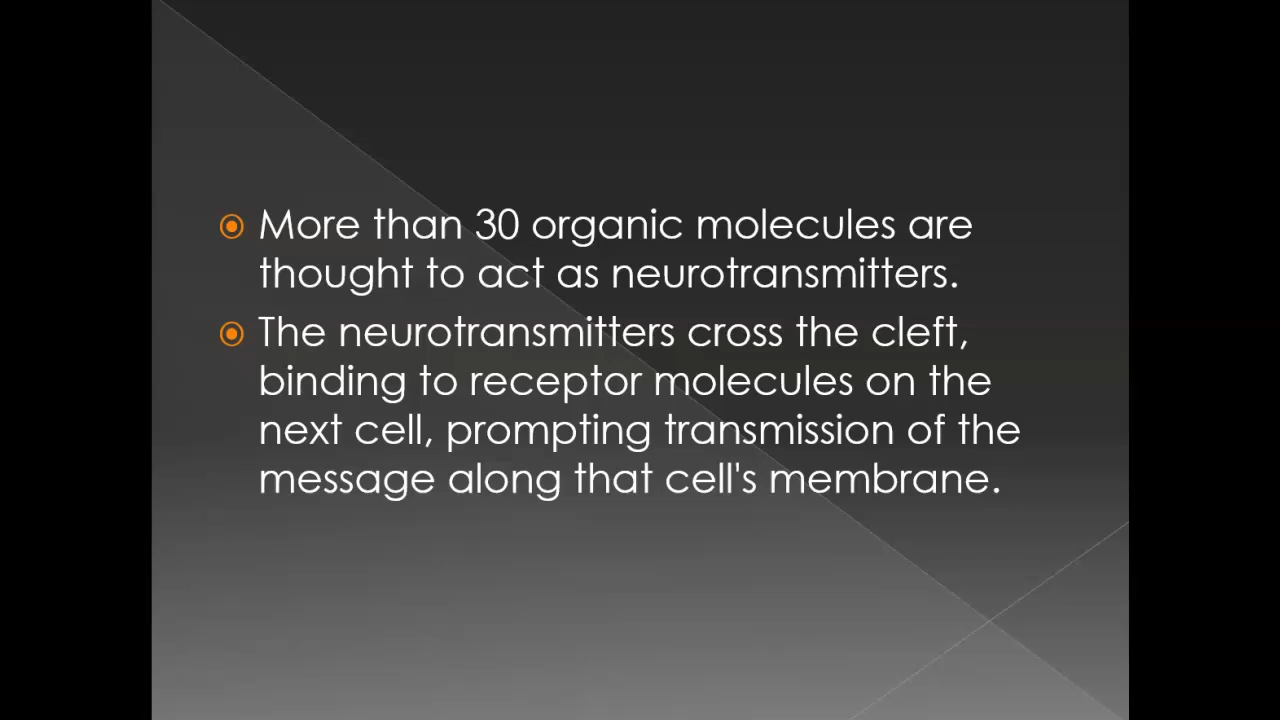 More than 30 organic molecules are
thought to act as neurotransmitters.
The neurotransmitters cross the cleft,
binding to receptor molecules on the
next cell, prompting transmission of the
message along that cell's membrane.